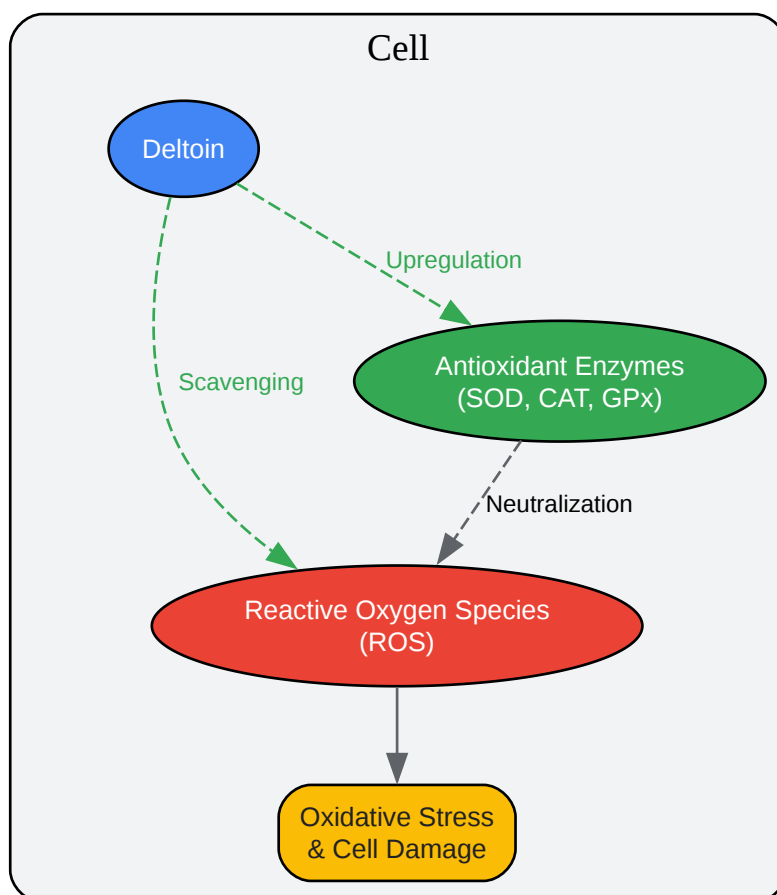 Cell
Deltoin
Upregulation
Antioxidant Enzymes
(SOD, CAT, GPx)
Scavenging
Neutralization
Reactive Oxygen Species
(ROS)
Oxidative Stress
& Cell Damage